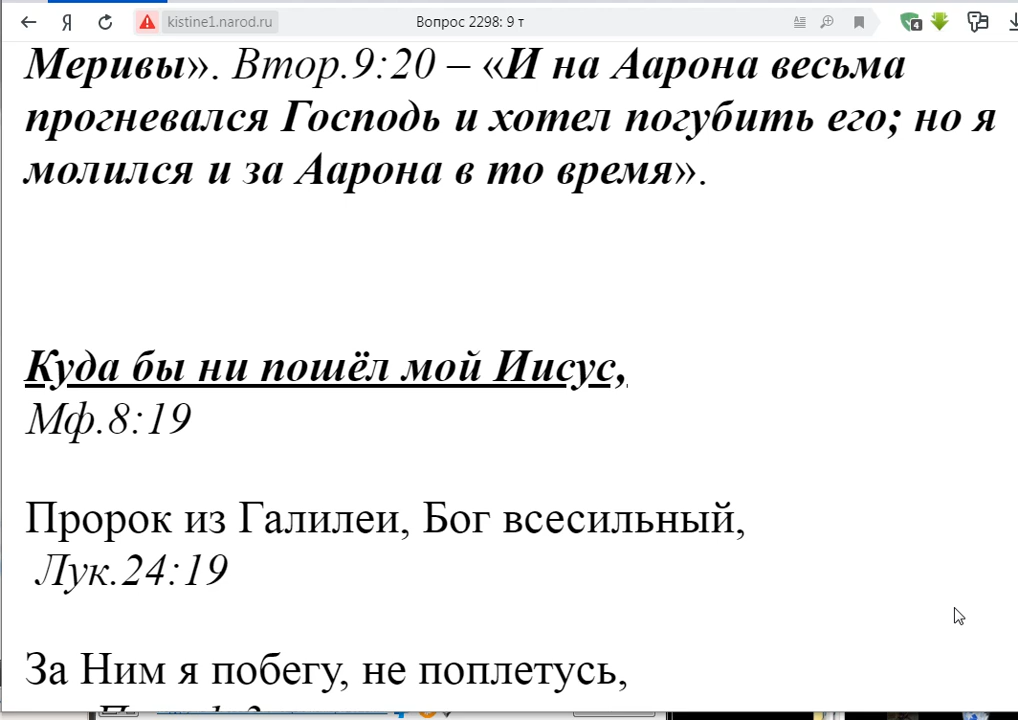 Я kistine1.narod.ru Вопрос 2298: 9 т 4
Меривы». Втор.9:20 – «И на Аарона весьма
прогневался Господь и хотел погубить его; но я
молился и за Аарона в то время».
Куда бы ни пошёл мой Иисус,
Мф.8:19
Пророк из Галилеи, Бог всесильный,
Лук.24:19
За Ним я побегу, не поплетусь,